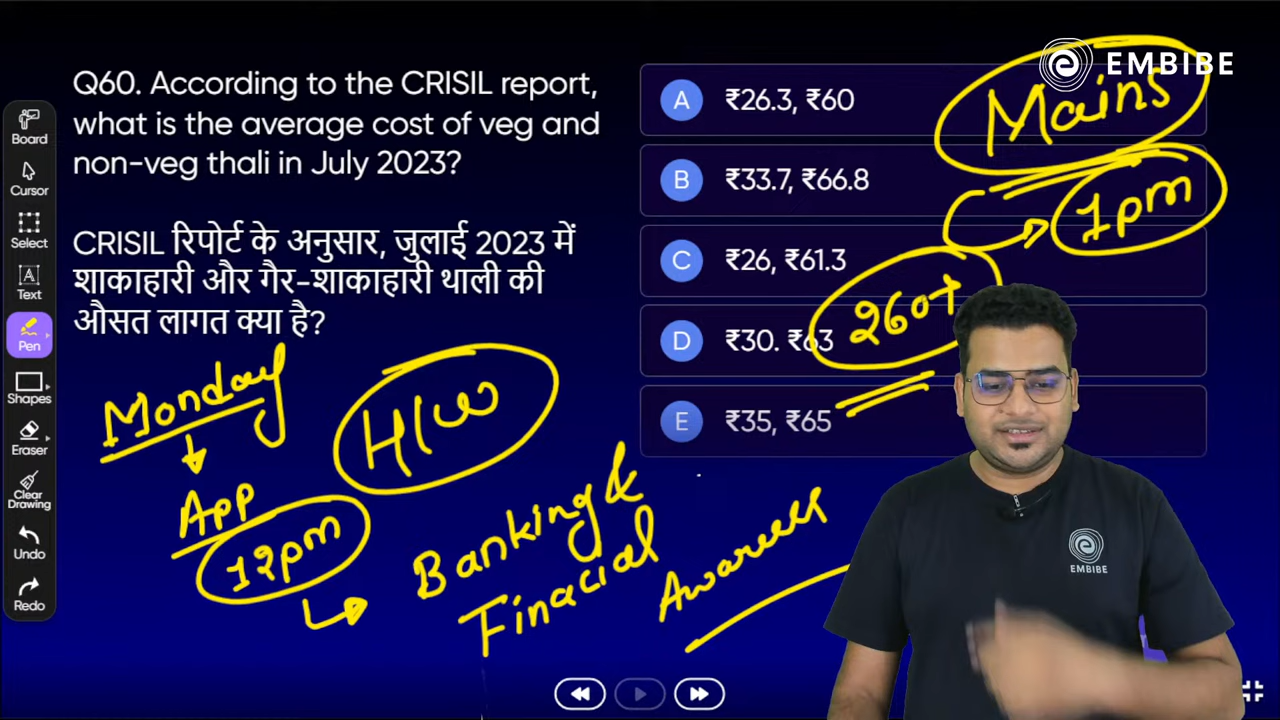 EMBIBE
Q60. According to the CRISIL report,
what is the average cost of veg and
non-veg thali in July 2023?
CRISIL रिपोर्ट के अनुसार, जुलाई 2023 में
शाकाहारी और गैर-शाकाहारी थाली की
औसत लागत क्या है?
A ₹26.3, ₹60
B ₹33.7, ₹66.8
C ₹26, ₹61.3
D ₹30. ₹63
E ₹35, ₹65
Mains
1pm
260+
Monday
App
12pm
H/W
Banking &
Finacial
Board
Cursor
Select
A
Text
Pen
Shapes
Eraser
Clear
Drawing
Undo
Redo
EMBIBE